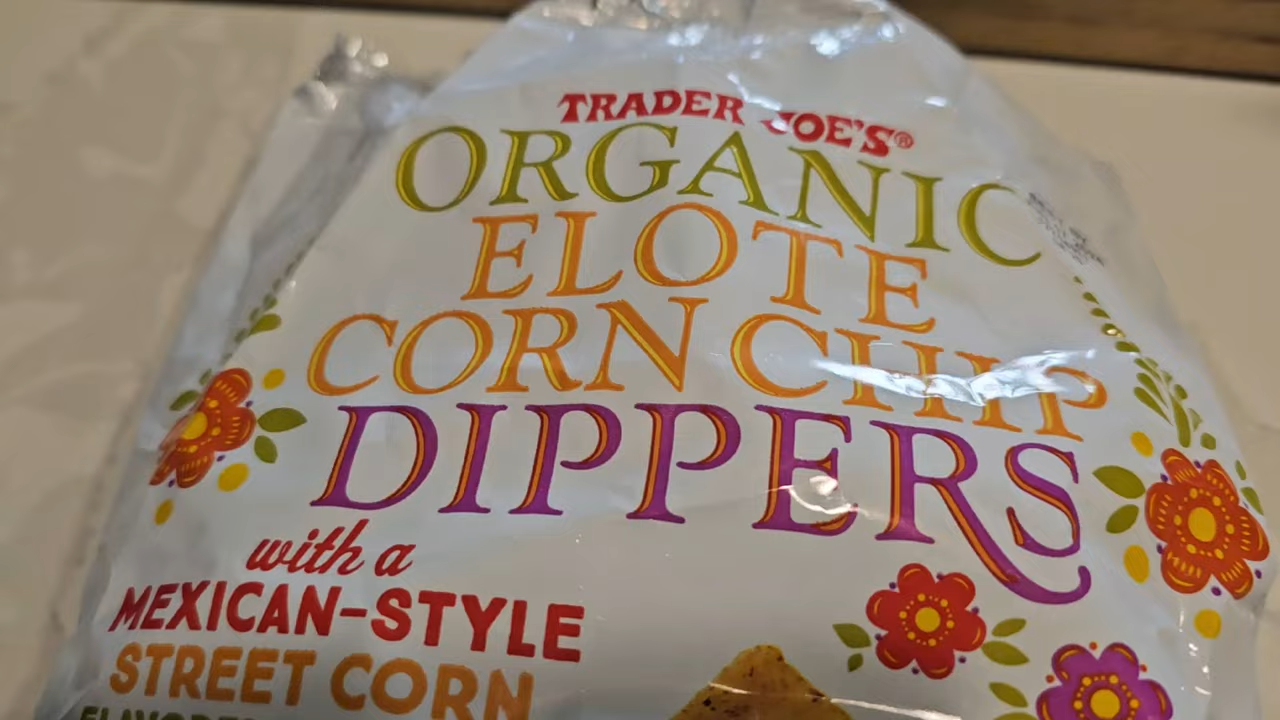 TRADER JOE'S®
ORGANIC
ELOTE
CORN CHIP
DIPPERS
with a
MEXICAN-STYLE
STREET CORN